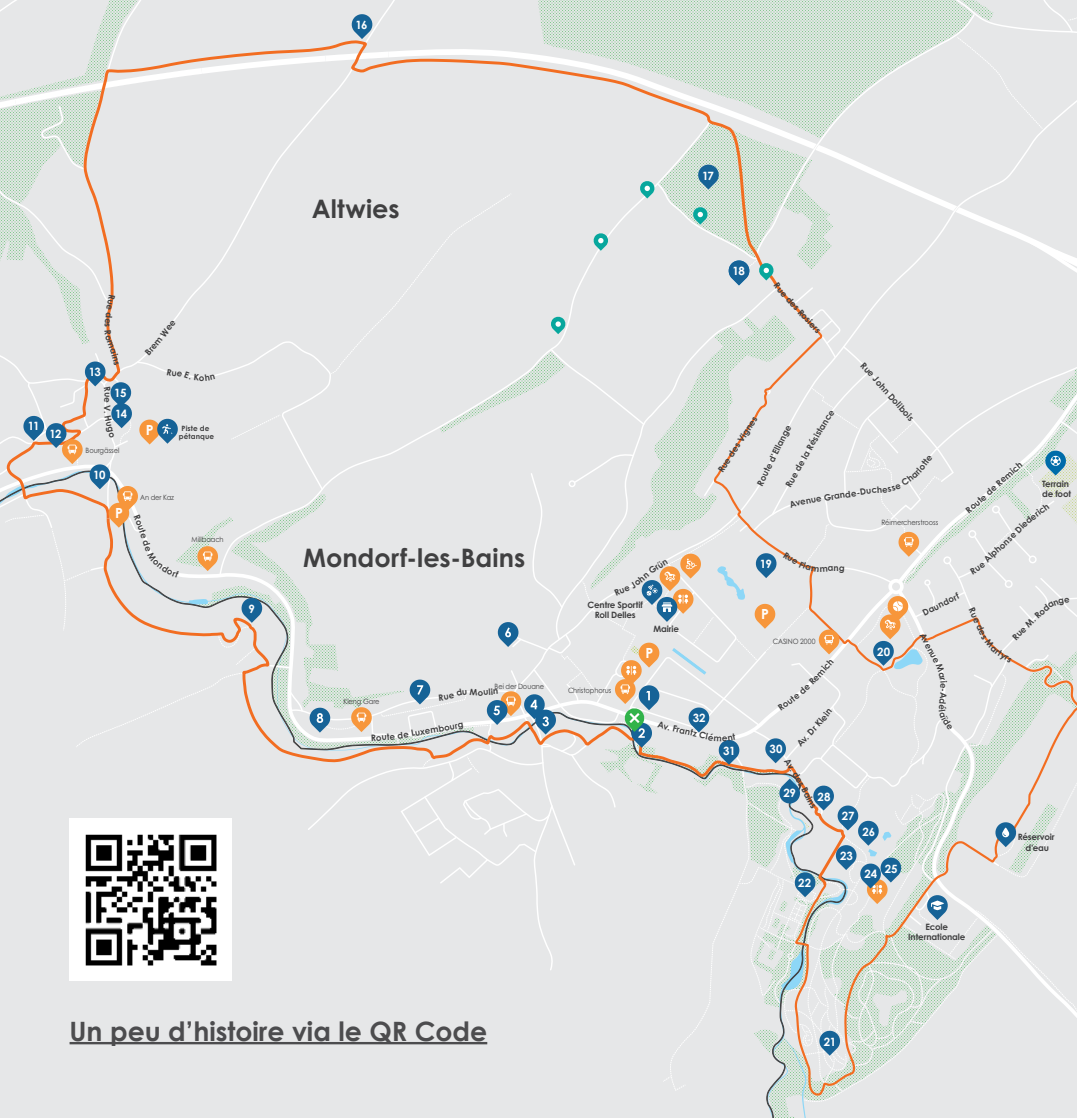 16
17
Altwies
18
Rue des Rosiers
Rue des Romains
Brem Wee
13
Rue E. Kohn
15
Rue V. Hugo
14
Rue John Dolibois
11
12
P
Piste de
pétanque
Bourgassel
Rue des Vignes
Route d'Ellange
Rue de la Résistance
Avenue Grande-Duchesse Charlotte
Route de Remich
Terrain
de foot
10
An der Kaz
P
Route de Mondorf
Millbaach
Rue Alphonse Diederich
Réimercherstrooss
Mondorf-les-Bains
19
Rue Flammang
Rue John Grün
Centre Sportif
Roll Delles
Mairie
9
P
Daundorf
Rue M. Rodange
Rue des Martyrs
6
CASINO 2000
20
Avenue Marie-Adélaïde
P
Route de Remich
7
Rue du Moulin
Bei der Douane
Christophorus
1
Kleng Gare
8
5
4
3
Route de Luxembourg
2
32
Av. Frantz Clément
Av. Dr Klein
31
30
Av. des Bains
29
28
27
26
23
24
25
22
Réservoir
d'eau
Ecole
Internationale
Un peu d'histoire via le QR Code
21